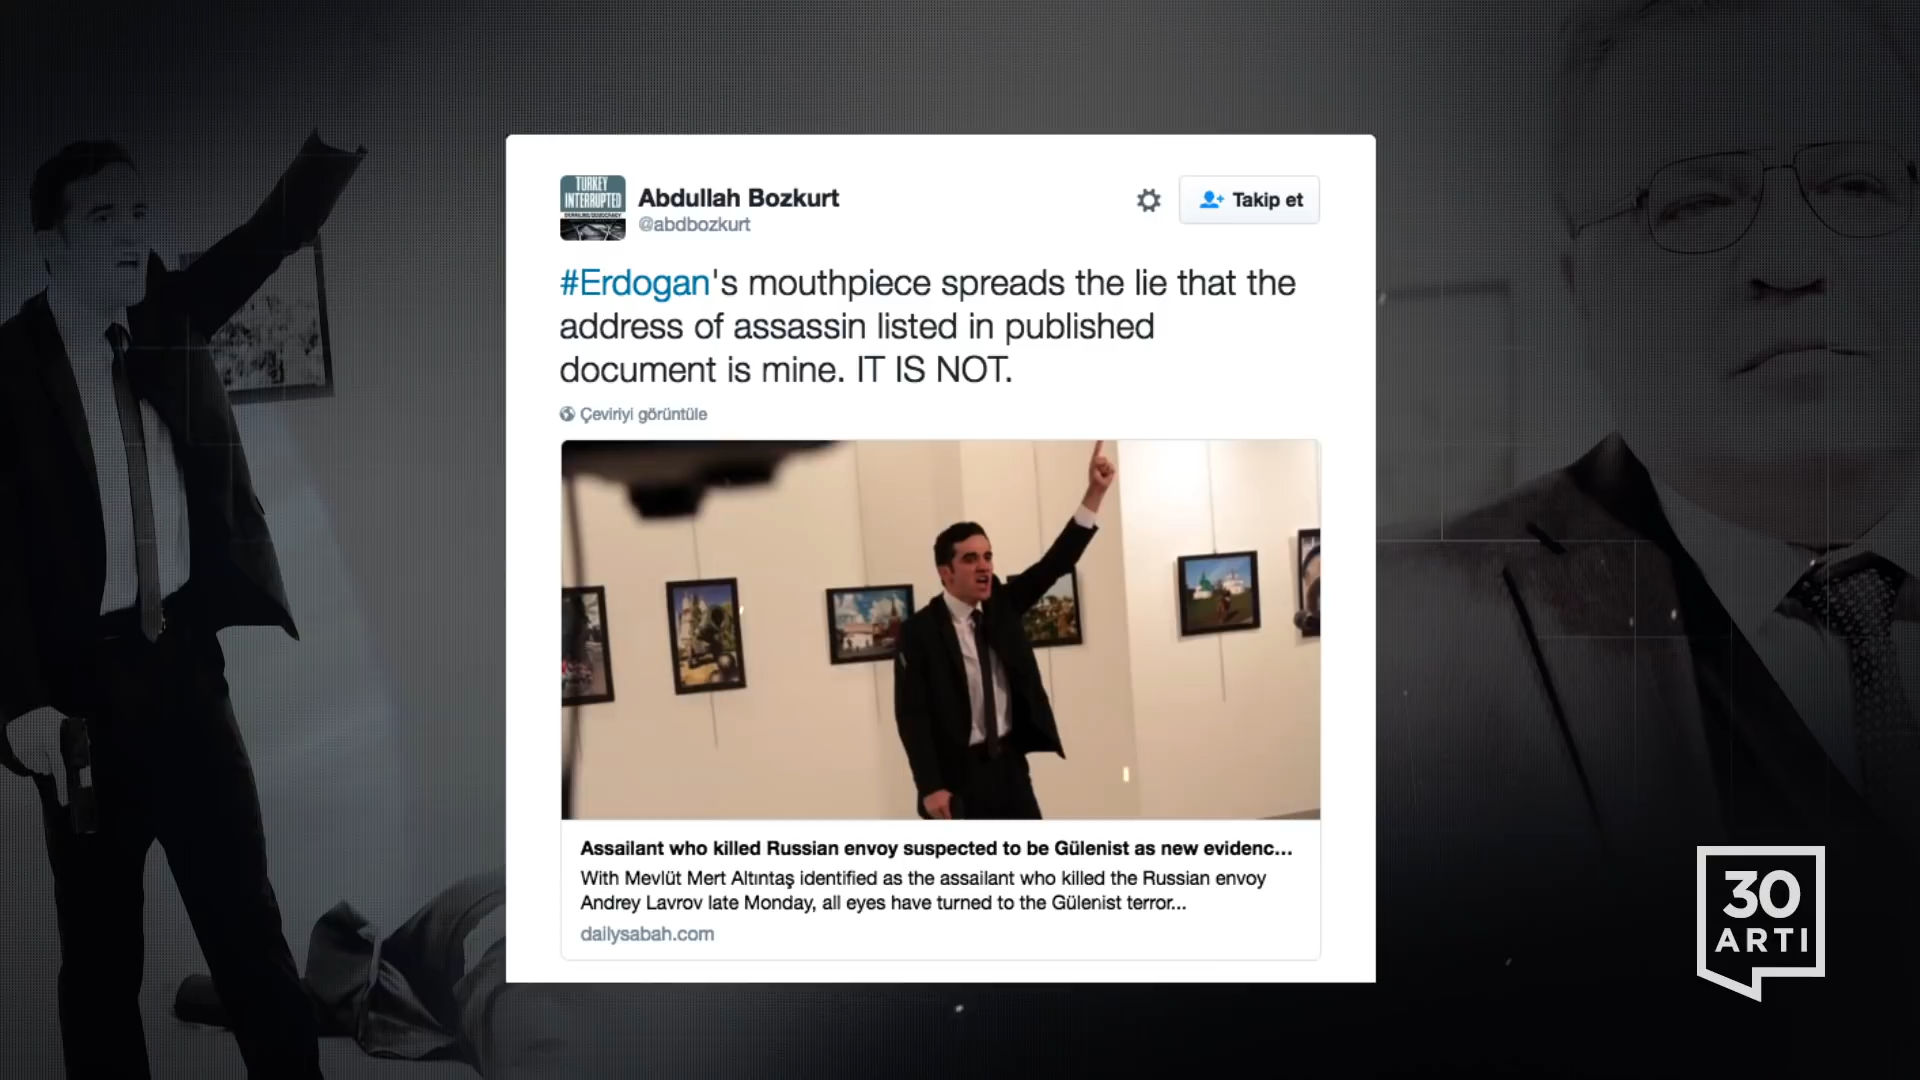 TURKEY
INTERRUPTED
Abdullah Bozkurt
@abdbozkurt
Takip et
#Erdogan's mouthpiece spreads the lie that the
address of assassin listed in published
document is mine. IT IS NOT.
Çeviriyi görüntüle
Assailant who killed Russian envoy suspected to be Gülenist as new evidenc...
With Mevlüt Mert Altıntaş identified as the assailant who killed the Russian envoy
Andrey Lavrov late Monday, all eyes have turned to the Gülenist terror...
dailysabah.com
30
ARTI